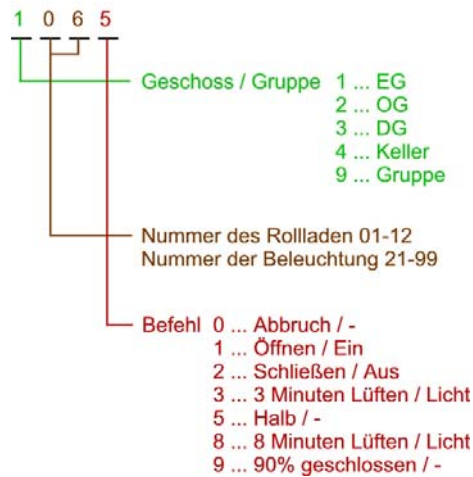 1 0 6 5
Geschoss / Gruppe 1 ... EG
2 ... OG
3 ... DG
4 ... Keller
9 ... Gruppe
Nummer des Rollladen 01-12
Nummer der Beleuchtung 21-99
Befehl 0 ... Abbruch / -
1 ... Öffnen / Ein
2 ... Schließen / Aus
3 ... 3 Minuten Lüften / Licht
5 ... Halb / -
8 ... 8 Minuten Lüften / Licht
9 ... 90% geschlossen / -